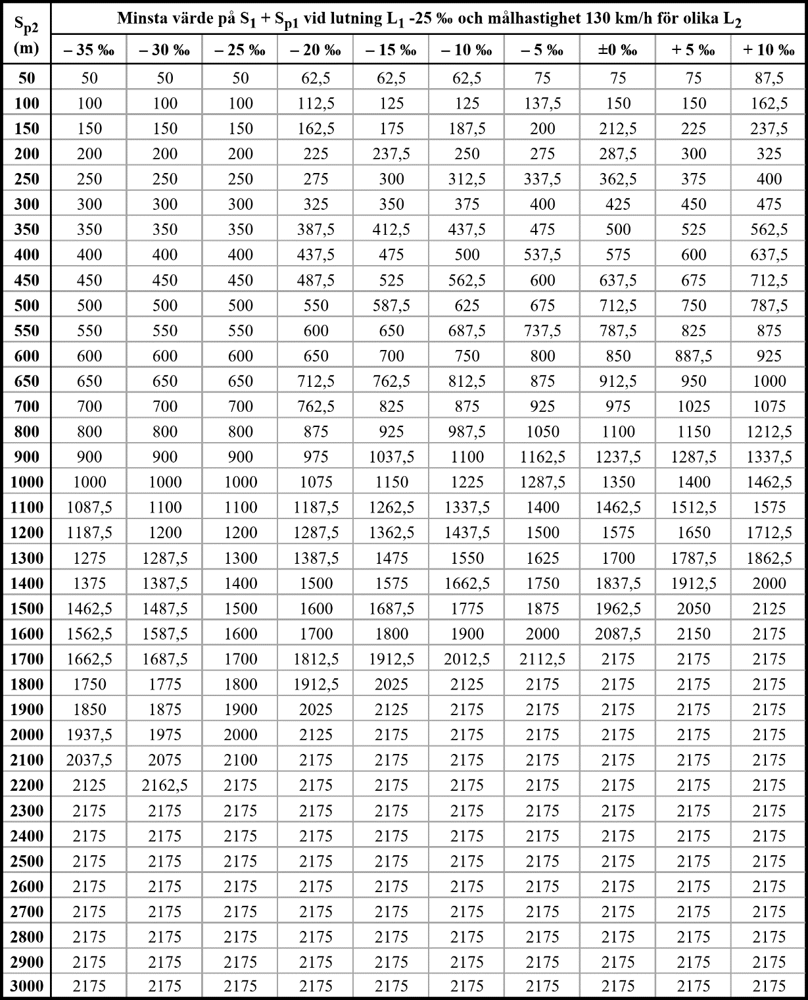 S_p2 (m) Minsta värde på S_1 + S_p1 vid lutning L_1 -25 ‰ och målhastighet 130 km/h för olika L_2
– 35 ‰ – 30 ‰ – 25 ‰ – 20 ‰ – 15 ‰ – 10 ‰ – 5 ‰ ±0 ‰ + 5 ‰ + 10 ‰
50 50 50 50 62,5 62,5 62,5 75 75 75 87,5
100 100 100 100 112,5 125 125 137,5 150 150 162,5
150 150 150 150 162,5 175 187,5 200 212,5 225 237,5
200 200 200 200 225 237,5 250 275 287,5 300 325
250 250 250 250 275 300 312,5 337,5 362,5 375 400
300 300 300 300 325 350 375 400 425 450 475
350 350 350 350 387,5 412,5 437,5 475 500 525 562,5
400 400 400 400 437,5 475 500 537,5 575 600 637,5
450 450 450 450 487,5 525 562,5 600 637,5 675 712,5
500 500 500 500 550 587,5 625 675 712,5 750 787,5
550 550 550 550 600 650 687,5 737,5 787,5 825 875
600 600 600 600 650 700 750 800 850 887,5 925
650 650 650 650 712,5 762,5 812,5 875 912,5 950 1000
700 700 700 700 762,5 825 875 925 975 1025 1075
800 800 800 800 875 925 987,5 1050 1100 1150 1212,5
900 900 900 900 975 1037,5 1100 1162,5 1237,5 1287,5 1337,5
1000 1000 1000 1000 1075 1150 1225 1287,5 1350 1400 1462,5
1100 1087,5 1100 1100 1187,5 1262,5 1337,5 1400 1462,5 1512,5 1575
1200 1187,5 1200 1200 1287,5 1362,5 1437,5 1500 1575 1650 1712,5
1300 1275 1287,5 1300 1387,5 1475 1550 1625 1700 1787,5 1862,5
1400 1375 1387,5 1400 1500 1575 1662,5 1750 1837,5 1912,5 2000
1500 1462,5 1487,5 1500 1600 1687,5 1775 1875 1962,5 2050 2125
1600 1562,5 1587,5 1600 1700 1800 1900 2000 2087,5 2150 2175
1700 1662,5 1687,5 1700 1812,5 1912,5 2012,5 2112,5 2175 2175 2175
1800 1750 1775 1800 1912,5 2025 2125 2175 2175 2175 2175
1900 1850 1875 1900 2025 2125 2175 2175 2175 2175 2175
2000 1937,5 1975 2000 2125 2175 2175 2175 2175 2175 2175
2100 2037,5 2075 2100 2175 2175 2175 2175 2175 2175 2175
2200 2125 2162,5 2175 2175 2175 2175 2175 2175 2175 2175
2300 2175 2175 2175 2175 2175 2175 2175 2175 2175 2175
2400 2175 2175 2175 2175 2175 2175 2175 2175 2175 2175
2500 2175 2175 2175 2175 2175 2175 2175 2175 2175 2175
2600 2175 2175 2175 2175 2175 2175 2175 2175 2175 2175
2700 2175 2175 2175 2175 2175 2175 2175 2175 2175 2175
2800 2175 2175 2175 2175 2175 2175 2175 2175 2175 2175
2900 2175 2175 2175 2175 2175 2175 2175 2175 2175 2175
3000 2175 2175 2175 2175 2175 2175 2175 2175 2175 2175